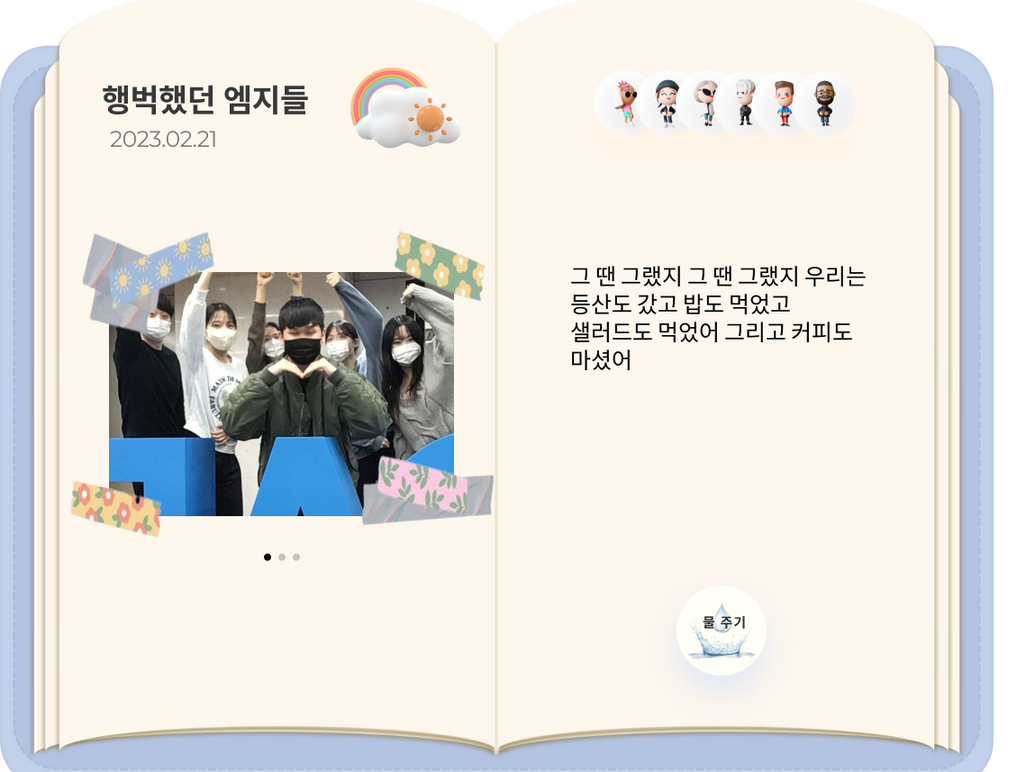 행벅했던 엠지들
2023.02.21
그 땐 그랬지 그 땐 그랬지 우리는
등산도 갔고 밥도 먹었고
샐러드도 먹었어 그리고 커피도
마셨어
물 주기